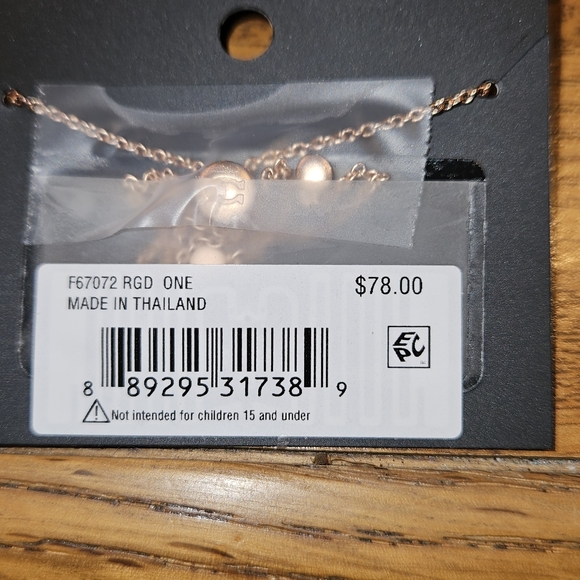 F67072 RGD ONE $78.00
MADE IN THAILAND
EPC
8 89295 31738 9
Not intended for children 15 and under